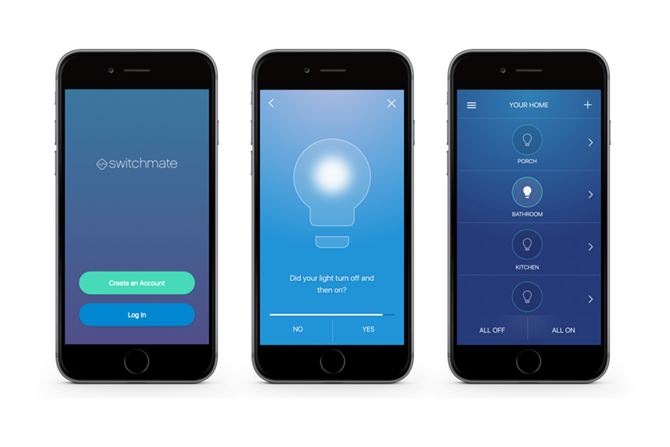 switchmate
Create an Account
Log In
Did your light turn off and
then on?
NO
YES
YOUR HOME
PORCH
BATHROOM
KITCHEN
ALL OFF
ALL ON